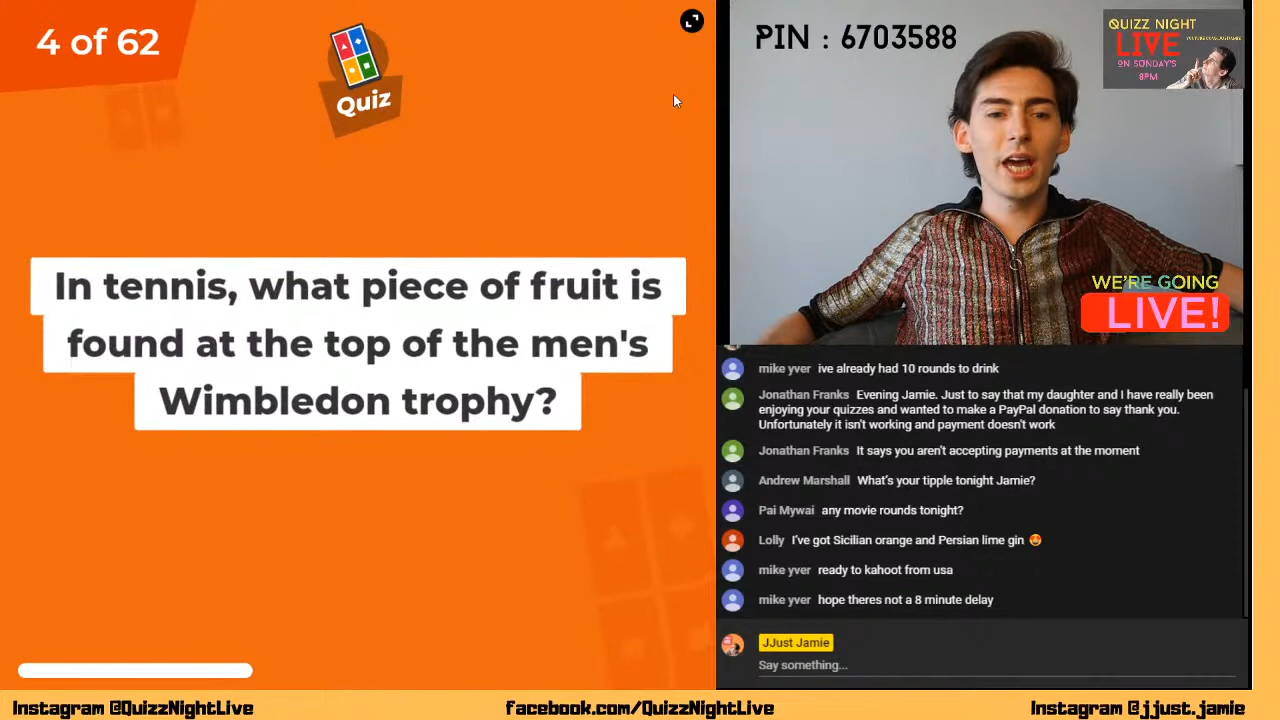 4 of 62
Quiz
In tennis, what piece of fruit is
found at the top of the men's
Wimbledon trophy?
PIN : 6703588
QUIZZ NIGHT
LIVE
ON SUNDAY'S
8PM
WE'RE GOING
LIVE!
mike yver ive already had 10 rounds to drink
Jonathan Franks Evening Jamie. Just to say that my daughter and I have really been
enjoying your quizzes and wanted to make a PayPal donation to say thank you.
Unfortunately it isn't working and payment doesn't work
Jonathan Franks It says you aren't accepting payments at the moment
Andrew Marshall What's your tipple tonight Jamie?
Pai Mywai any movie rounds tonight?
Lolly I've got Sicilian orange and Persian lime gin 😍
mike yver ready to kahoot from usa
mike yver hope theres not a 8 minute delay
JJust Jamie
Say something...
Instagram @QuizzNightLive
facebook.com/QuizzNightLive
Instagram @jjust.jamie